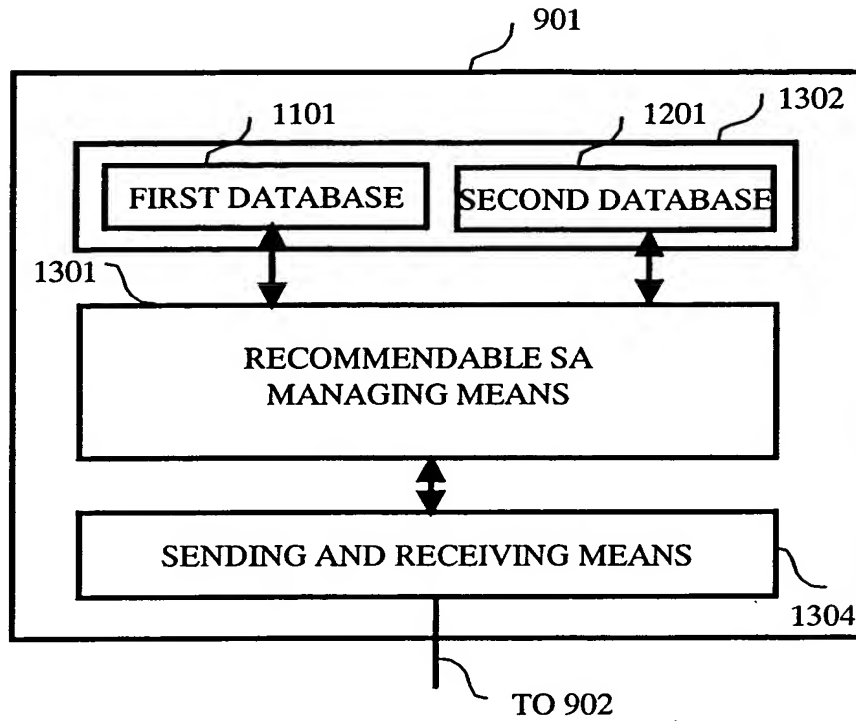 901
1302
1101
1201
FIRST DATABASE
SECOND DATABASE
1301
RECOMMENDABLE SA
MANAGING MEANS
SENDING AND RECEIVING MEANS
1304
TO 902